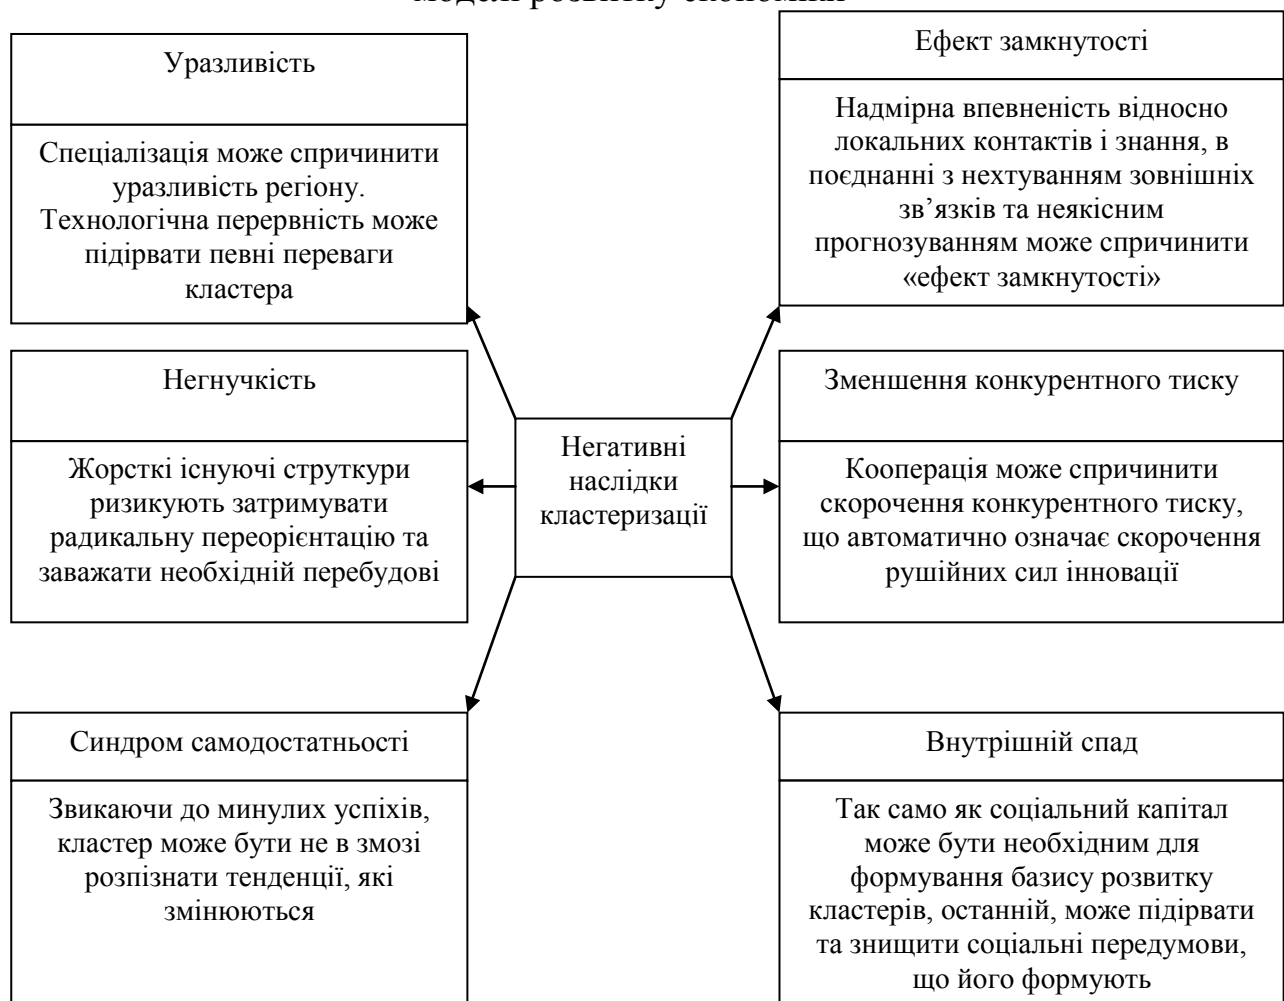 моделі розвитку економіки
Уразливість
Спеціалізація може спричинити
уразливість регіону.
Технологічна перервність може
підірвати певні переваги
кластера
Ефект замкнутості
Надмірна впевненість відносно
локальних контактів і знання, в
поєднанні з нехтуванням зовнішніх
зв’язків та неякісним
прогнозуванням може спричинити
«ефект замкнутості»
Негнучкість
Жорсткі існуючі струткури
ризикують затримувати
радикальну переорієнтацію та
заважати необхідній перебудові
Негативні
наслідки
кластеризації
Зменшення конкурентного тиску
Кооперація може спричинити
скорочення конкурентного тиску,
що автоматично означає скорочення
рушійних сил інновації
Синдром самодостатньості
Звикаючи до минулих успіхів,
кластер може бути не в змозі
розпізнати тенденції, які
змінюються
Внутрішній спад
Так само як соціальний капітал
може бути необхідним для
формування базису розвитку
кластерів, останній, може підірвати
та знищити соціальні передумови,
що його формують